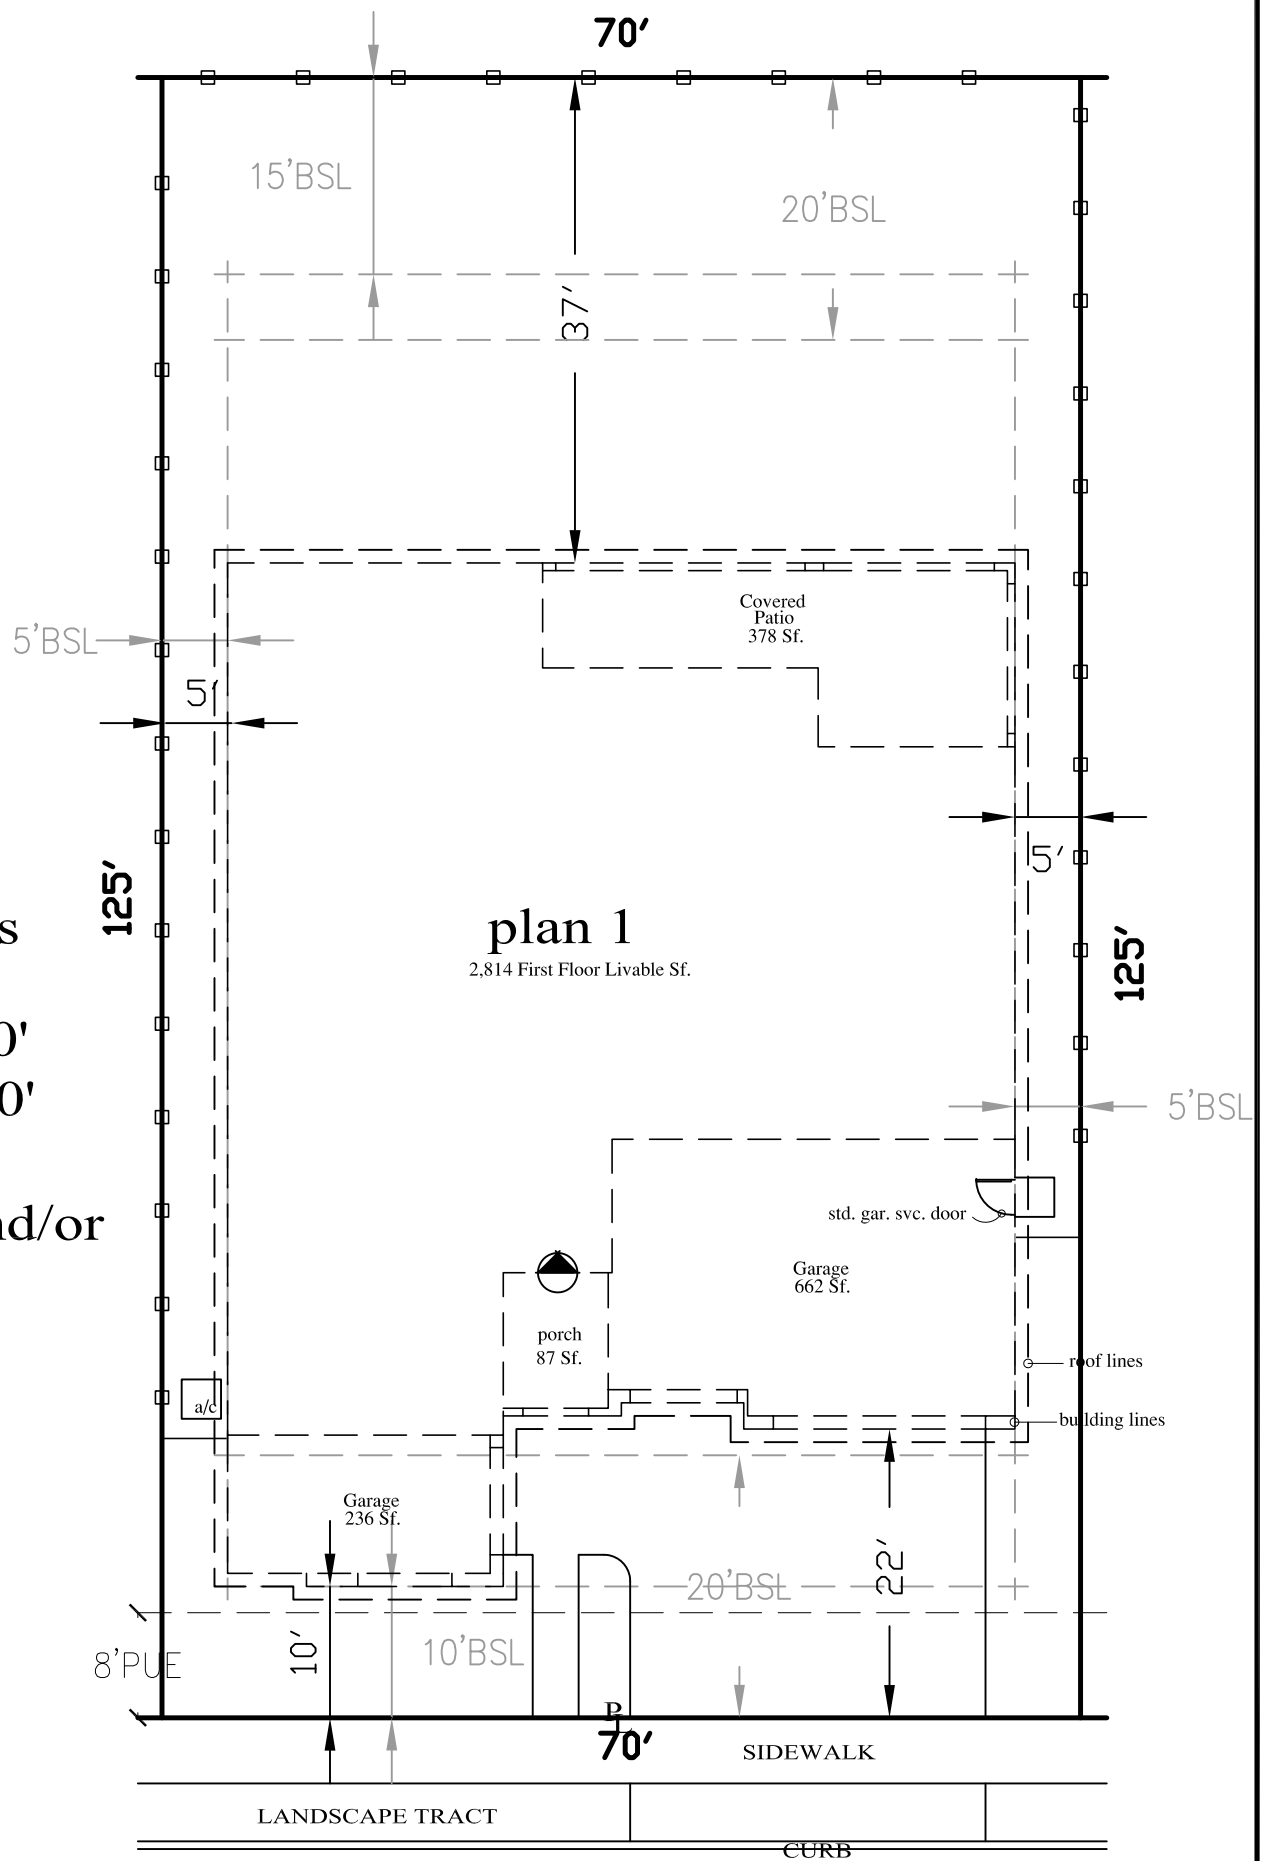 70'
15'BSL
20'BSL
37'
Covered
Patio
378 Sf.
5'BSL
5'
5'
125'
s
plan 1
2,814 First Floor Livable Sf.
125'
0'
0'
5'BSL
nd/or
std. gar. svc. door
Garage
662 Sf.
porch
87 Sf.
roof lines
a/c
building lines
Garage
236 Sf.
22'
20'BSL
10'
10'BSL
8'PUE
PL
70'
SIDEWALK
LANDSCAPE TRACT
CURB